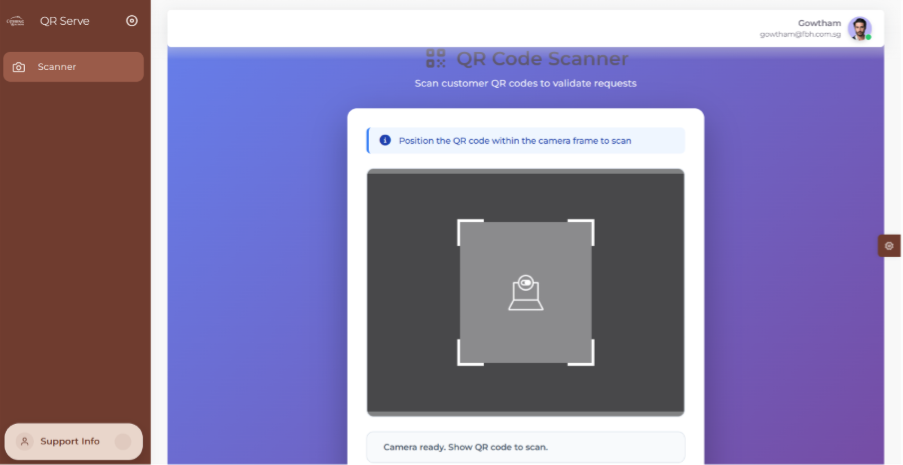 QR Serve
Scanner
Support Info
Gowtham
gowtham@fbh.com.sg
QR Code Scanner
Scan customer QR codes to validate requests
Position the QR code within the camera frame to scan
Camera ready. Show QR code to scan.